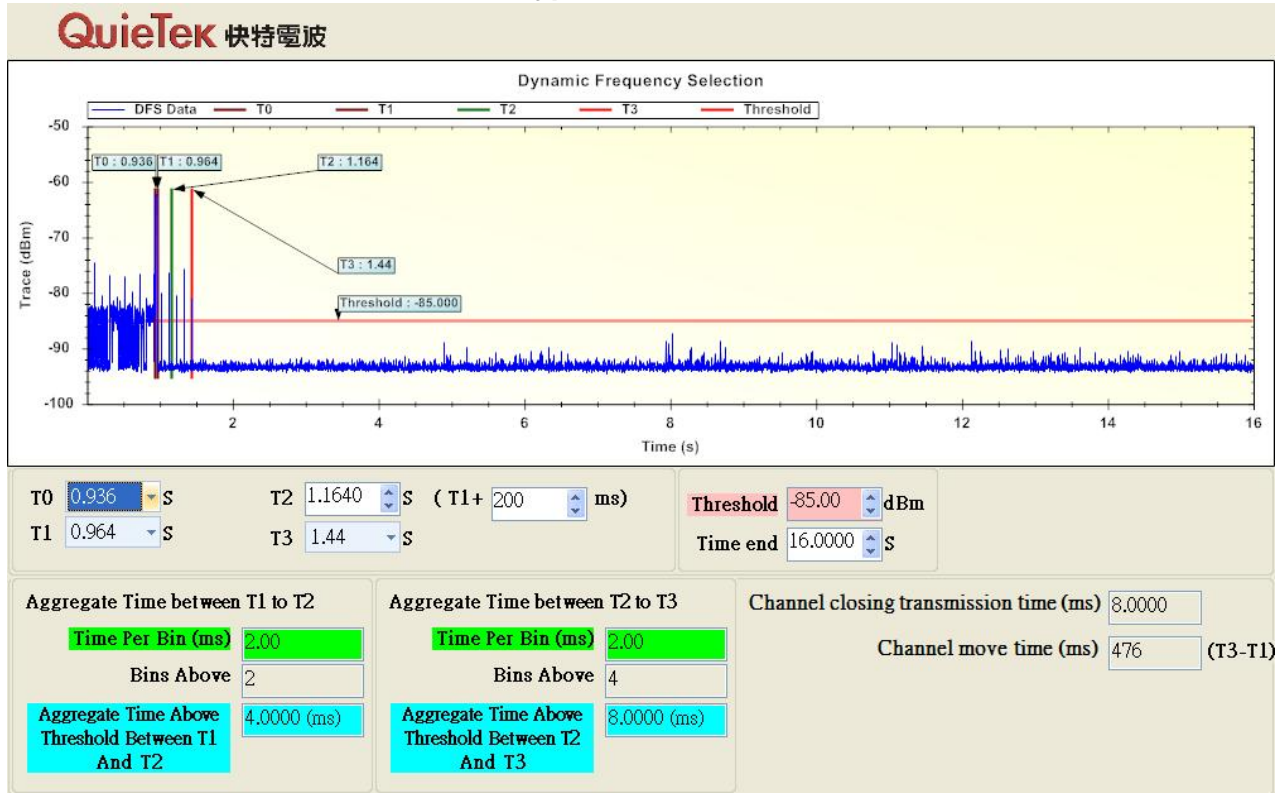 QuieTek 快特電波
Dynamic Frequency Selection
DFS Data T0 T1 T2 T3 Threshold
-50
T0 : 0.936 T1 : 0.964 T2 : 1.164
-60
-70
T3 : 1.44
-80
Threshold : -85.000
-90
-100
Trace (dBm)
2 4 6 8 10 12 14 16
Time (s)
T0 0.936 S T2 1.1640 S ( T1+ 200 ms) Threshold -85.00 dBm
T1 0.964 S T3 1.44 S Time end 16.0000 S
Aggregate Time between T1 to T2
Time Per Bin (ms) 2.00
Bins Above 2
Aggregate Time Above 4.0000 (ms)
Threshold Between T1
And T2
Aggregate Time between T2 to T3
Time Per Bin (ms) 2.00
Bins Above 4
Aggregate Time Above 8.0000 (ms)
Threshold Between T2
And T3
Channel closing transmission time (ms) 8.0000
Channel move time (ms) 476 (T3-T1)